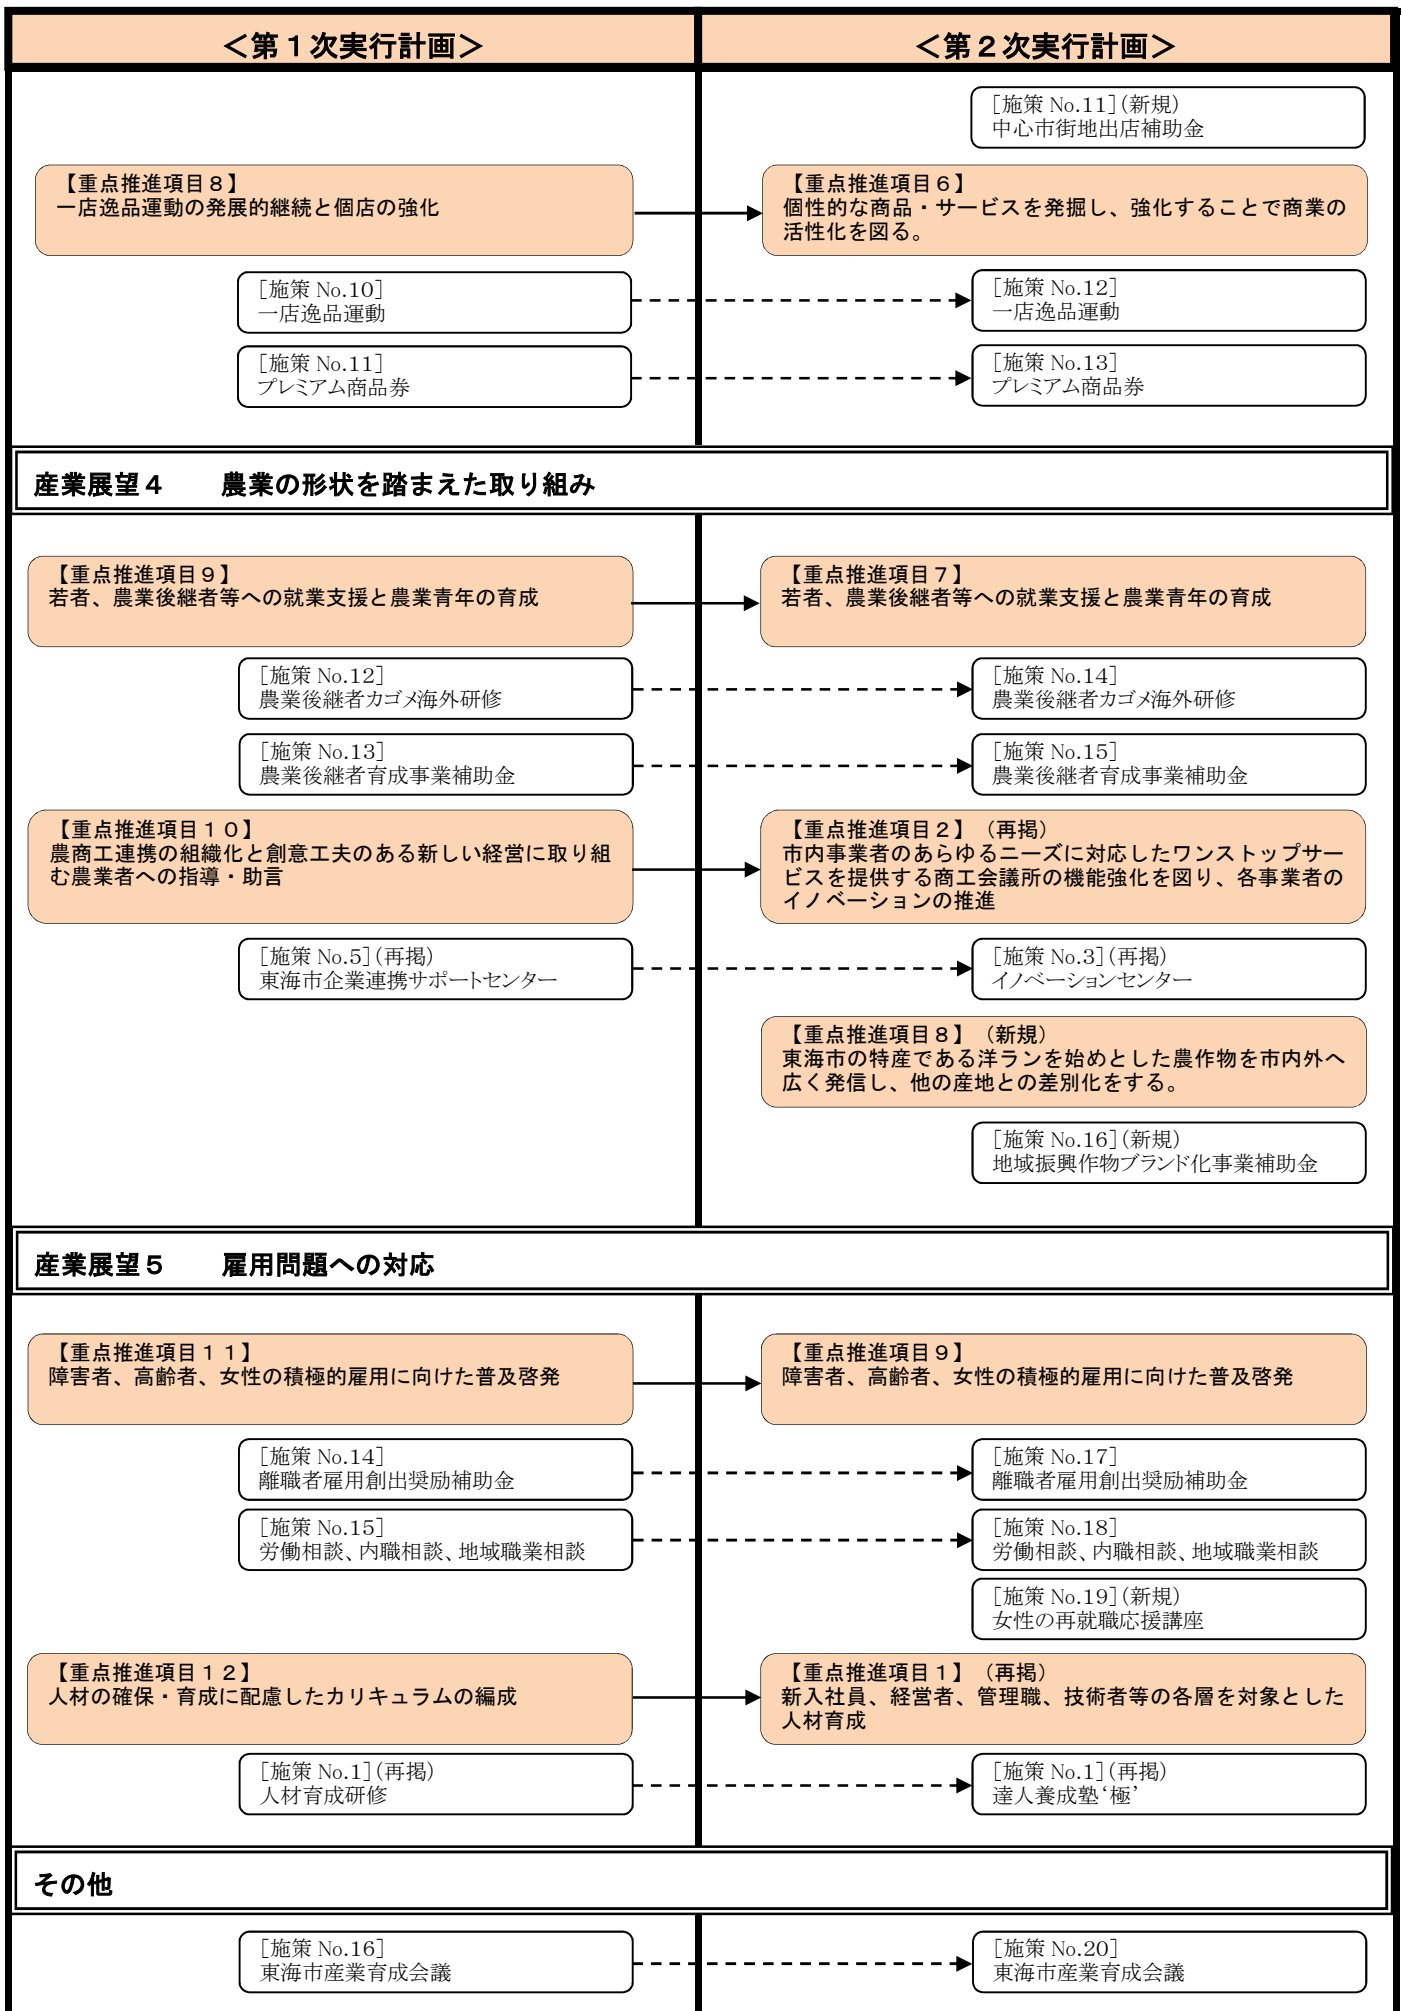 ＜第１次実行計画＞
＜第２次実行計画＞
［施策 No.11］（新規）
中心市街地出店補助金
【重点推進項目８】
一店逸品運動の発展的継続と個店の強化
【重点推進項目６】
個性的な商品・サービスを発掘し、強化することで商業の
活性化を図る。
［施策 No.10］
一店逸品運動
［施策 No.12］
一店逸品運動
［施策 No.11］
プレミアム商品券
［施策 No.13］
プレミアム商品券
産業展望４　　農業の形状を踏まえた取り組み
【重点推進項目９】
若者、農業後継者等への就業支援と農業青年の育成
【重点推進項目７】
若者、農業後継者等への就業支援と農業青年の育成
［施策 No.12］
農業後継者カゴメ海外研修
［施策 No.14］
農業後継者カゴメ海外研修
［施策 No.13］
農業後継者育成事業補助金
［施策 No.15］
農業後継者育成事業補助金
【重点推進項目１０】
農商工連携の組織化と創意工夫のある新しい経営に取り組
む農業者への指導・助言
【重点推進項目２】（再掲）
市内事業者のあらゆるニーズに対応したワンストップサー
ビスを提供する商工会議所の機能強化を図り、各事業者の
イノベーションの推進
［施策 No.5］（再掲）
東海市企業連携サポートセンター
［施策 No.3］（再掲）
イノベーションセンター
【重点推進項目８】（新規）
東海市の特産である洋ランを始めとした農作物を市内外へ
広く発信し、他の産地との差別化をする。
［施策 No.16］（新規）
地域振興作物ブランド化事業補助金
産業展望５　　雇用問題への対応
【重点推進項目１１】
障害者、高齢者、女性の積極的雇用に向けた普及啓発
【重点推進項目９】
障害者、高齢者、女性の積極的雇用に向けた普及啓発
［施策 No.14］
離職者雇用創出奨励補助金
［施策 No.17］
離職者雇用創出奨励補助金
［施策 No.15］
労働相談、内職相談、地域職業相談
［施策 No.18］
労働相談、内職相談、地域職業相談
［施策 No.19］（新規）
女性の再就職応援講座
【重点推進項目１２】
人材の確保・育成に配慮したカリキュラムの編成
【重点推進項目１】（再掲）
新入社員、経営者、管理職、技術者等の各層を対象とした
人材育成
［施策 No.1］（再掲）
人材育成研修
［施策 No.1］（再掲）
達人養成塾‘極’
その他
［施策 No.16］
東海市産業育成会議
［施策 No.20］
東海市産業育成会議